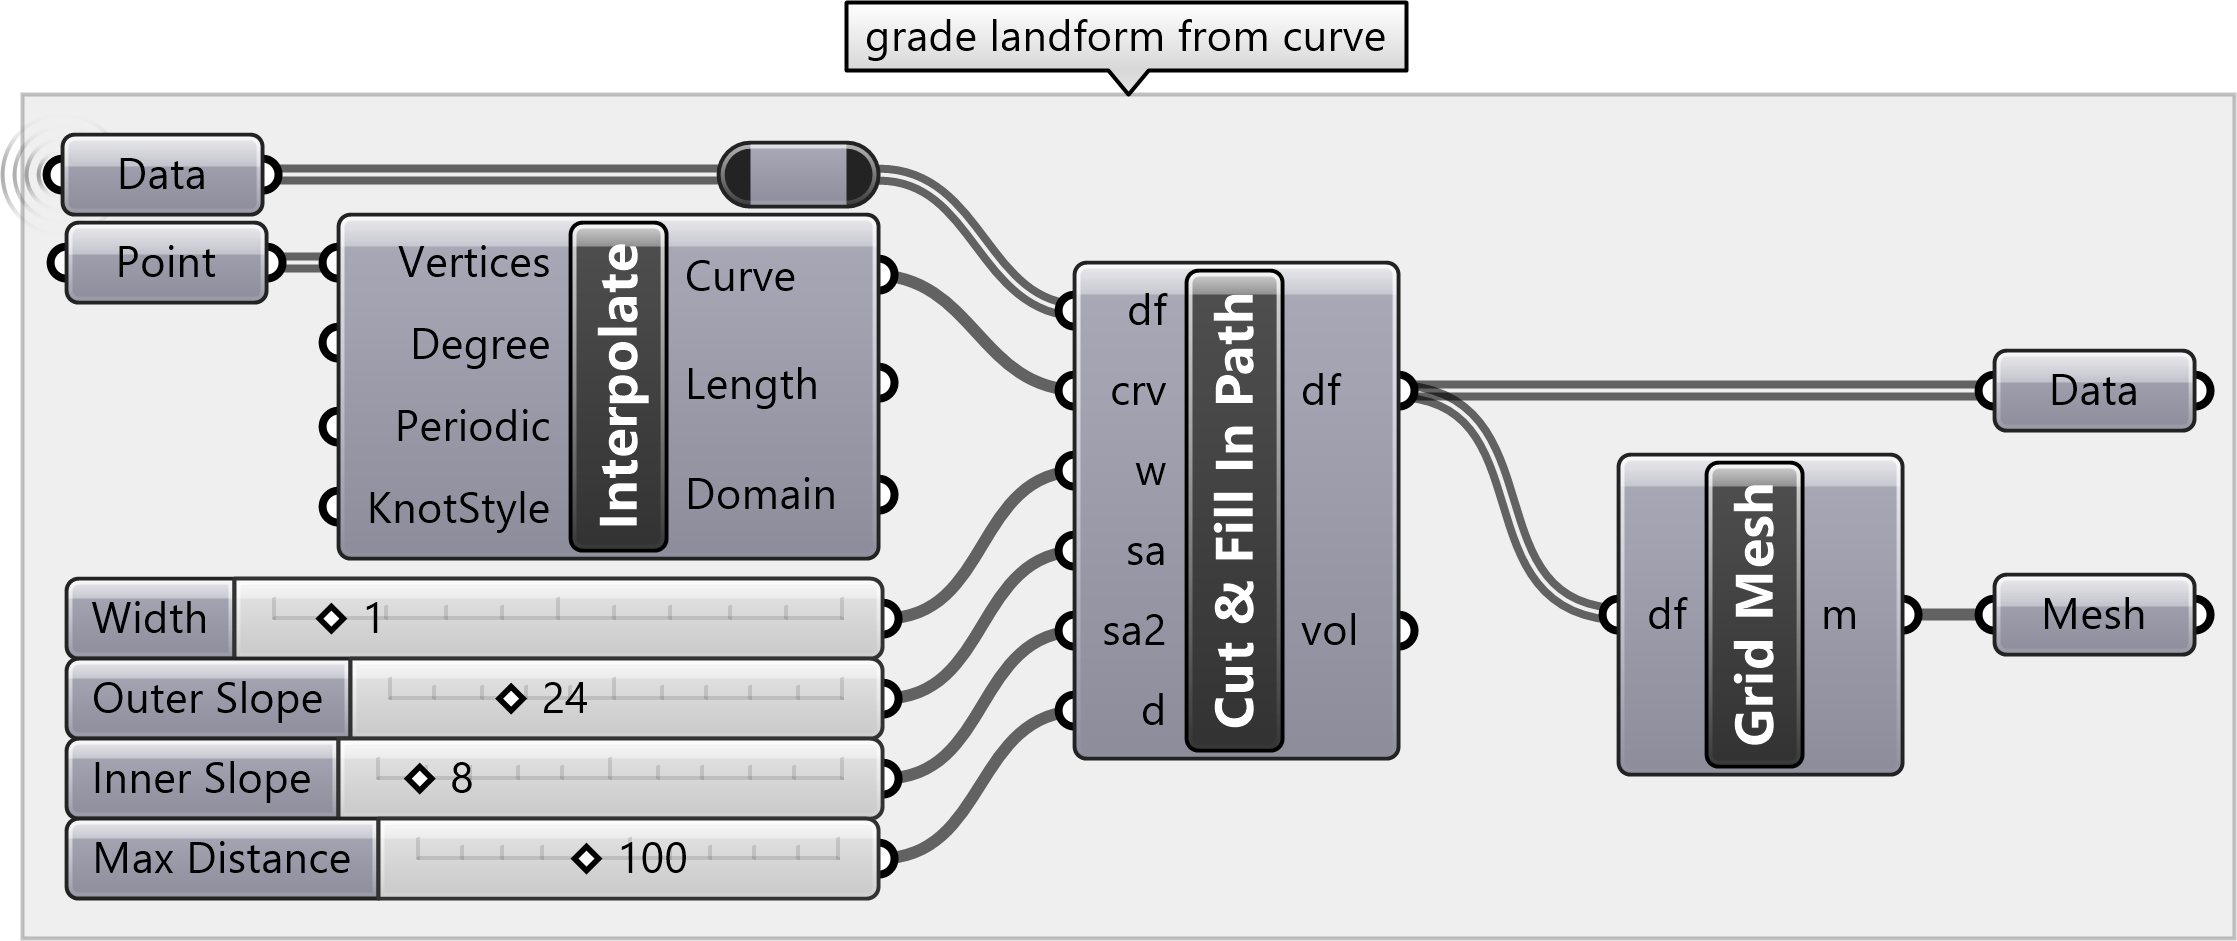 grade landform from curve
Data
Point
Vertices
Degree
Periodic
KnotStyle
Interpolate
Curve
Length
Domain
Width 1
Outer Slope 24
Inner Slope 8
Max Distance 100
df
crv
w
sa
sa2
d
Cut & Fill In Path
df
vol
df
Grid Mesh
m
Data
Mesh